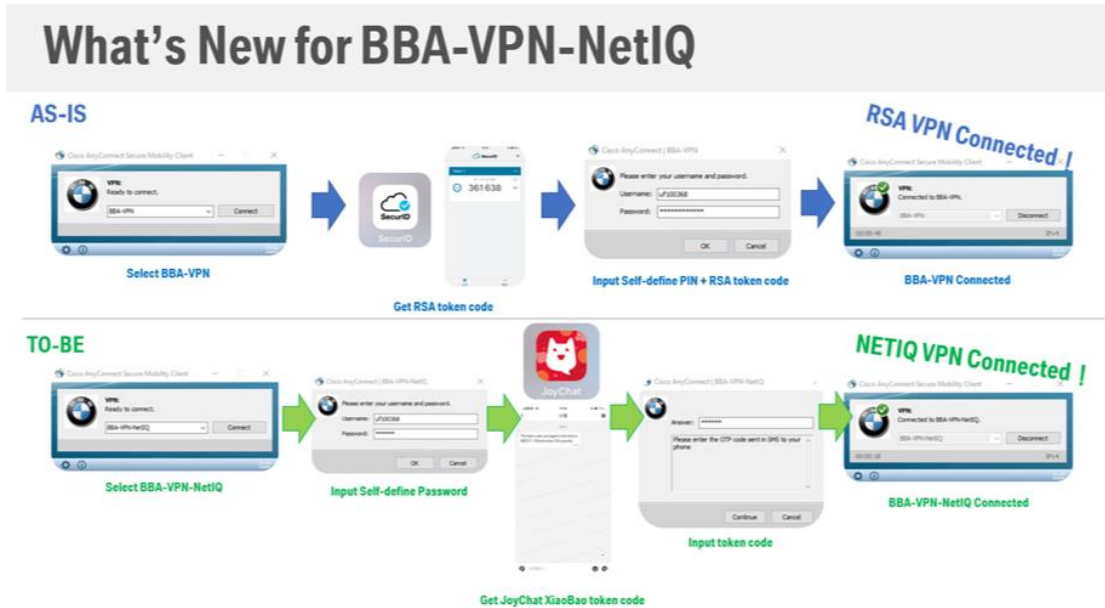 What's New for BBA-VPN-NetIQ
AS-IS
RSA VPN Connected !
Cisco AnyConnect Secure Mobility Client
VPN:
Ready to connect.
BBA-VPN
Connect
Select BBA-VPN
SecurID
SecurID
SecurID
361 638
Get RSA token code
Cisco AnyConnect | BBA-VPN
Please enter your username and password.
Username: uf100368
Password: ************
OK Cancel
Input Self-define PIN + RSA token code
Cisco AnyConnect Secure Mobility Client
VPN:
Connected to BBA-VPN.
BBA-VPN
Disconnect
IPv4
BBA-VPN Connected
TO-BE
NETIQ VPN Connected !
Cisco AnyConnect Secure Mobility Client
VPN:
Ready to connect.
BBA-VPN-NetIQ
Connect
Select BBA-VPN-NetIQ
Cisco AnyConnect | BBA-VPN-NetIQ
Please enter your username and password.
Username: uf100368
Password: *******
OK Cancel
Input Self-define Password
JoyChat
Get JoyChat XiaoBao token code
Cisco AnyConnect | BBA-VPN-NetIQ
Answer: *******
Please enter the OTP code sent in SMS to your
phone
Continue Cancel
Input token code
Cisco AnyConnect Secure Mobility Client
VPN:
Connected to BBA-VPN-NetIQ.
BBA-VPN-NetIQ
Disconnect
IPv4
BBA-VPN-NetIQ Connected